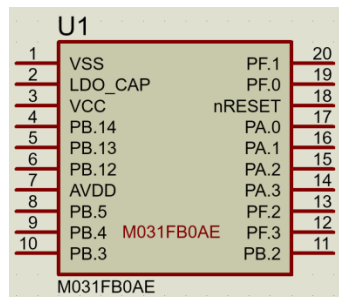 U1
1 VSS PF.1 20
2 LDO_CAP PF.0 19
3 VCC nRESET 18
4 PB.14 PA.0 17
5 PB.13 PA.1 16
6 PB.12 PA.2 15
7 AVDD PA.3 14
8 PB.5 PF.2 13
9 PB.4 M031FB0AE PF.3 12
10 PB.3 PB.2 11
M031FB0AE